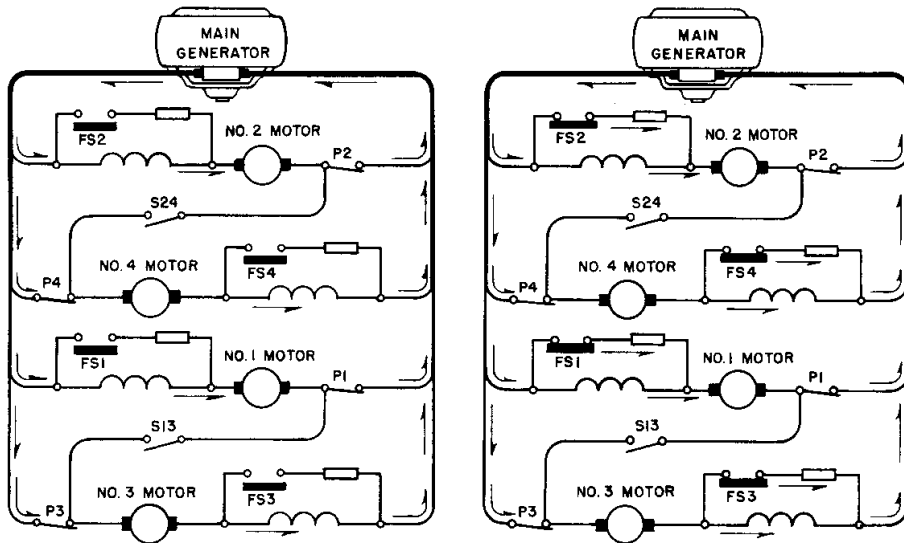 MAIN
GENERATOR
FS2
NO. 2 MOTOR
P2
S24
P4
NO. 4 MOTOR
FS4
FS1
NO. 1 MOTOR
P1
S13
P3
NO. 3 MOTOR
FS3
MAIN
GENERATOR
FS2
NO. 2 MOTOR
P2
S24
P4
NO. 4 MOTOR
FS4
FS1
NO. 1 MOTOR
P1
S13
P3
NO. 3 MOTOR
FS3